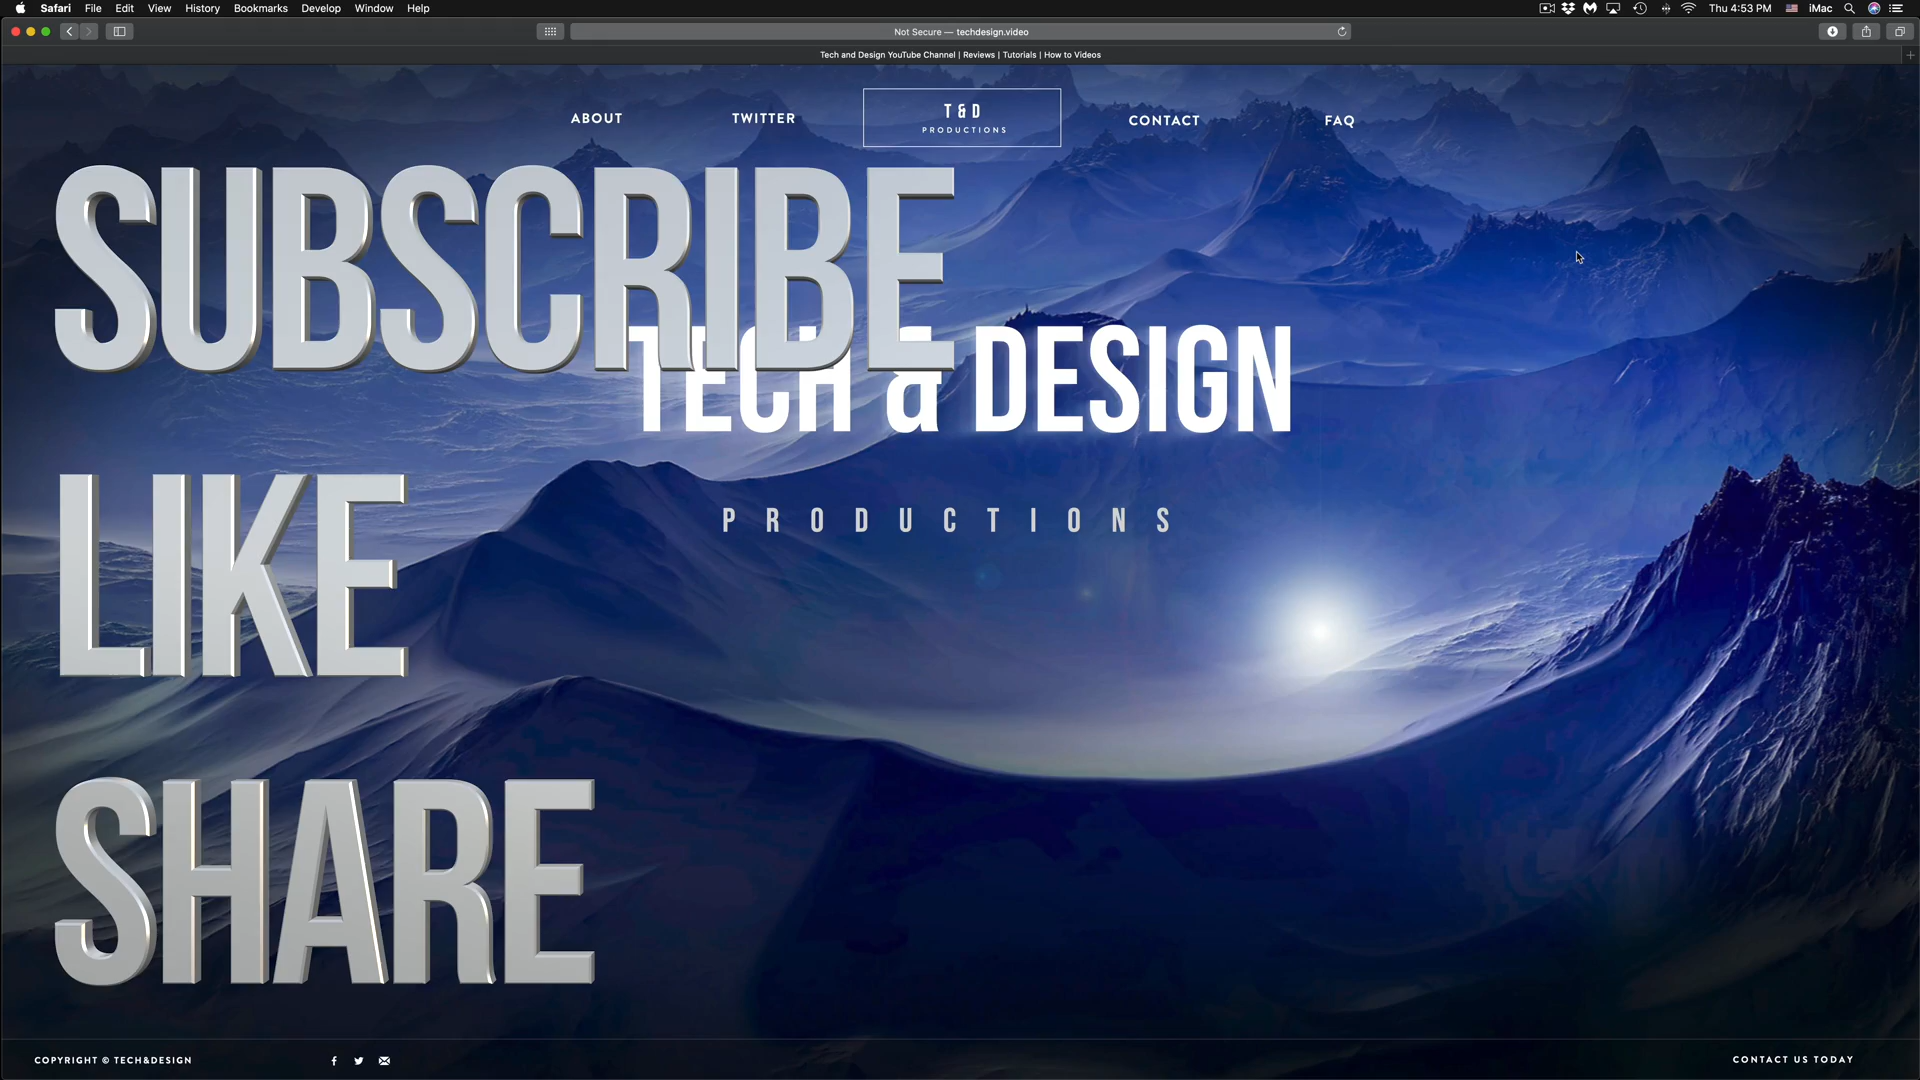 Safari File Edit View History Bookmarks Develop Window Help Thu 4:53 PM iMac
Not Secure — techdesign.video
Tech and Design YouTube Channel | Reviews | Tutorials | How to Videos
ABOUT TWITTER T&D CONTACT FAQ
PRODUCTIONS
SUBSCRIBE
TECH & DESIGN
LIKE
PRODUCTIONS
SHARE
COPYRIGHT © TECH&DESIGN CONTACT US TODAY